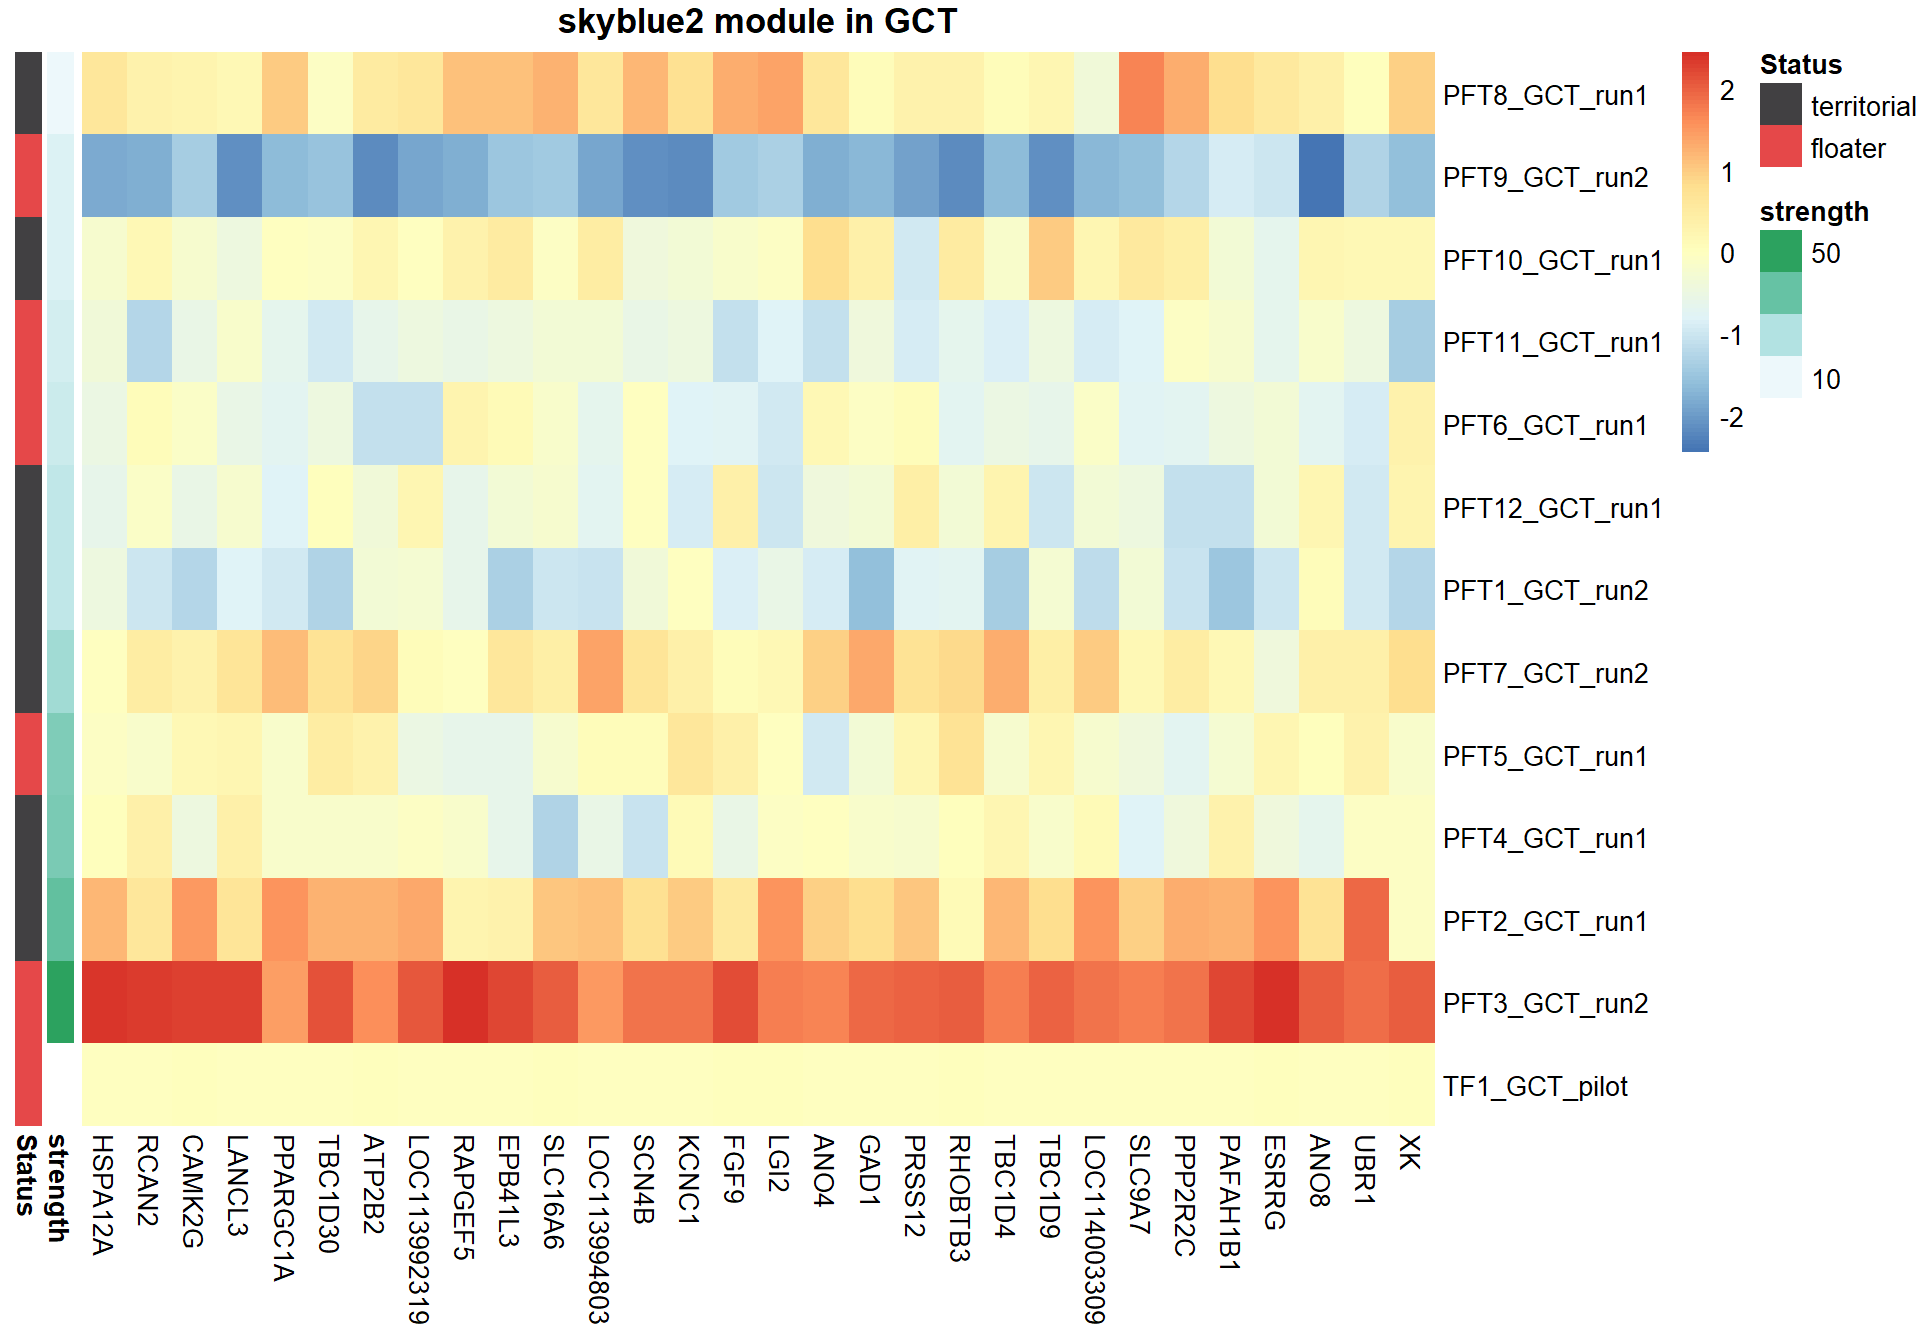 skyblue2 module in GCT
PFT8_GCT_run1
PFT9_GCT_run2
PFT10_GCT_run1
PFT11_GCT_run1
PFT6_GCT_run1
PFT12_GCT_run1
PFT1_GCT_run2
PFT7_GCT_run2
PFT5_GCT_run1
PFT4_GCT_run1
PFT2_GCT_run1
PFT3_GCT_run2
TF1_GCT_pilot
2
1
0
-1
-2
Status
territorial
floater
strength
50
10
Status
strength
HSPA12A
RCAN2
CAMK2G
LANCL3
PPARGC1A
TBC1D30
ATP2B2
LOC113992319
RAPGEF5
EPB41L3
SLC16A6
LOC113994803
SCN4B
KCNC1
FGF9
LGI2
ANO4
GAD1
PRSS12
RHOBTB3
TBC1D4
TBC1D9
LOC114003309
SLC9A7
PPP2R2C
PAFAH1B1
ESRRG
ANO8
UBR1
XK